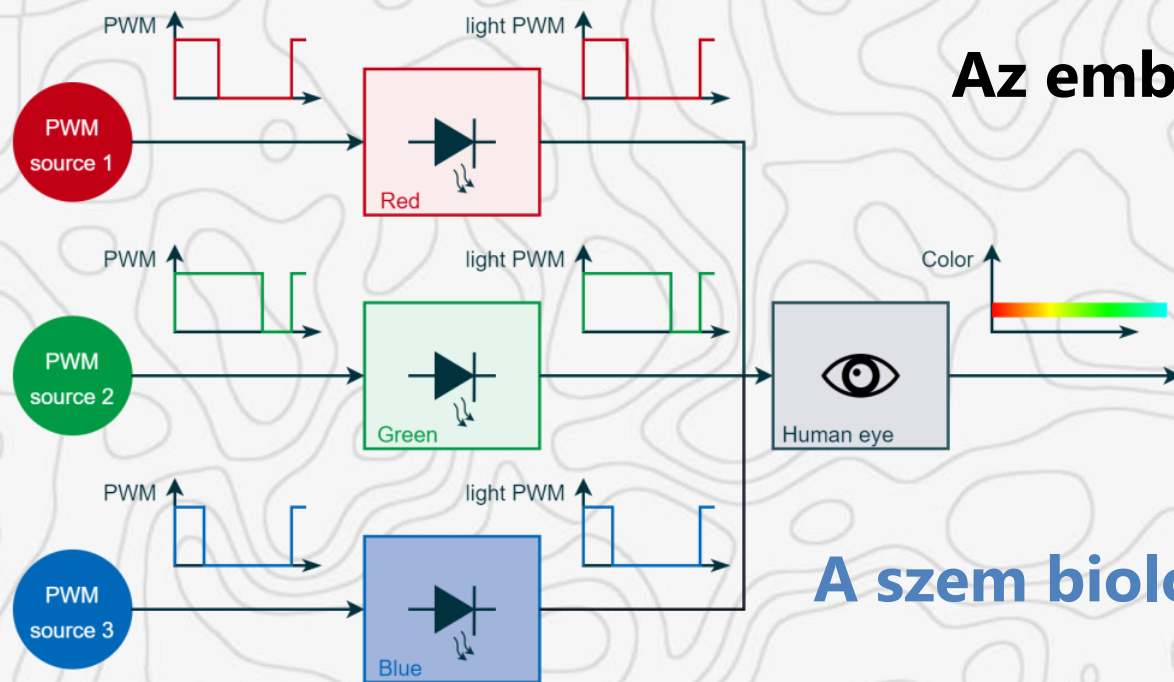 PWM
light PWM
Az emb
PWM
source 1
Red
PWM
light PWM
Color
PWM
source 2
Green
Human eye
PWM
light PWM
A szem biolo
PWM
source 3
Blue